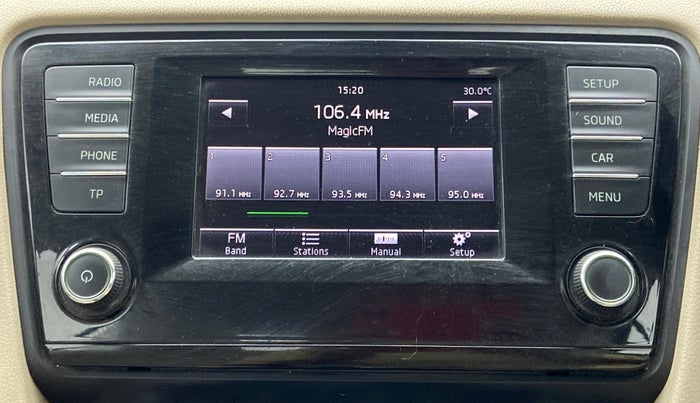 RADIO
MEDIA
PHONE
TP
15:20 30.0°C
106.4 MHz
MagicFM
1 2 3 4 5
91.1 MHz 92.7 MHz 93.5 MHz 94.3 MHz 95.0 MHz
FM
Band Stations Manual Setup
SETUP
SOUND
CAR
MENU